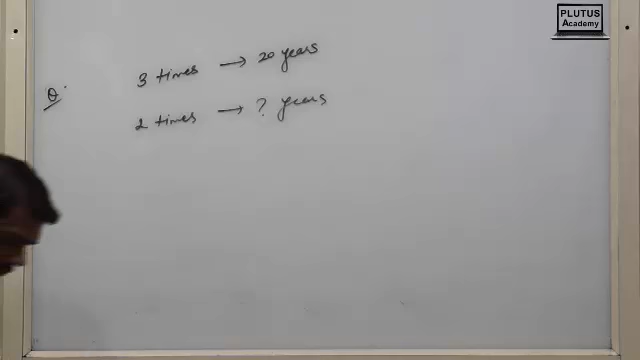 PLUTUS
Academy
Q.
3 times → 20 years
2 times → ? years